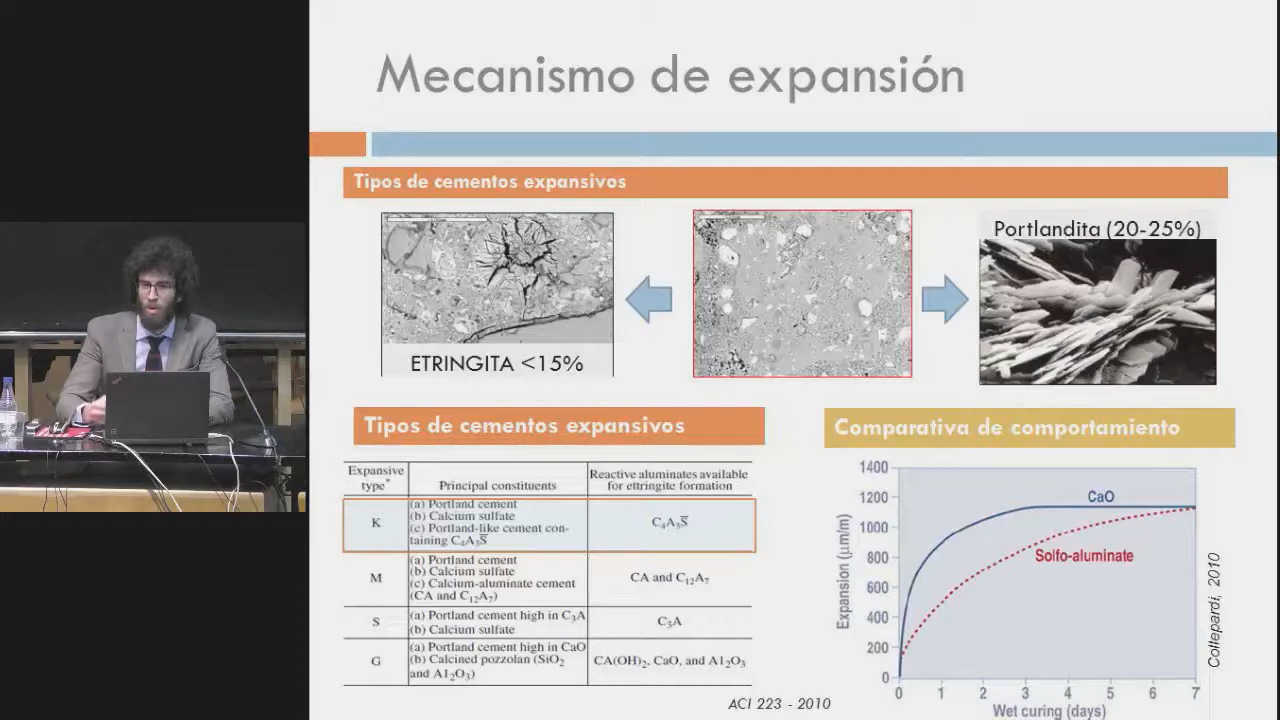 Mecanismo de expansión
Tipos de cementos expansivos
ETRINGITA <15%
Portlandita (20-25%)
Tipos de cementos expansivos
Expansive
type*
Principal constituents
Reactive aluminates available
for ettringite formation
K
(a) Portland cement
(b) Calcium sulfate
(c) Portland-like cement con-
taining C₄A₃S̅
C₄A₃S̅
M
(a) Portland cement
(b) Calcium sulfate
(c) Calcium-aluminate cement
(CA and C₁₂A₇)
CA and C₁₂A₇
S
(a) Portland cement high in C₃A
(b) Calcium sulfate
C₃A
G
(a) Portland cement high in CaO
(b) Calcined pozzolan (SiO₂
and Al₂O₃)
CA(OH)₂, CaO, and Al₂O₃
ACI 223 - 2010
Comparativa de comportamiento
Expansion (μm/m)
1400
1200
1000
800
600
400
200
0
CaO
Solfo-aluminate
0 1 2 3 4 5 6 7
Wet curing (days)
Collepardi, 2010